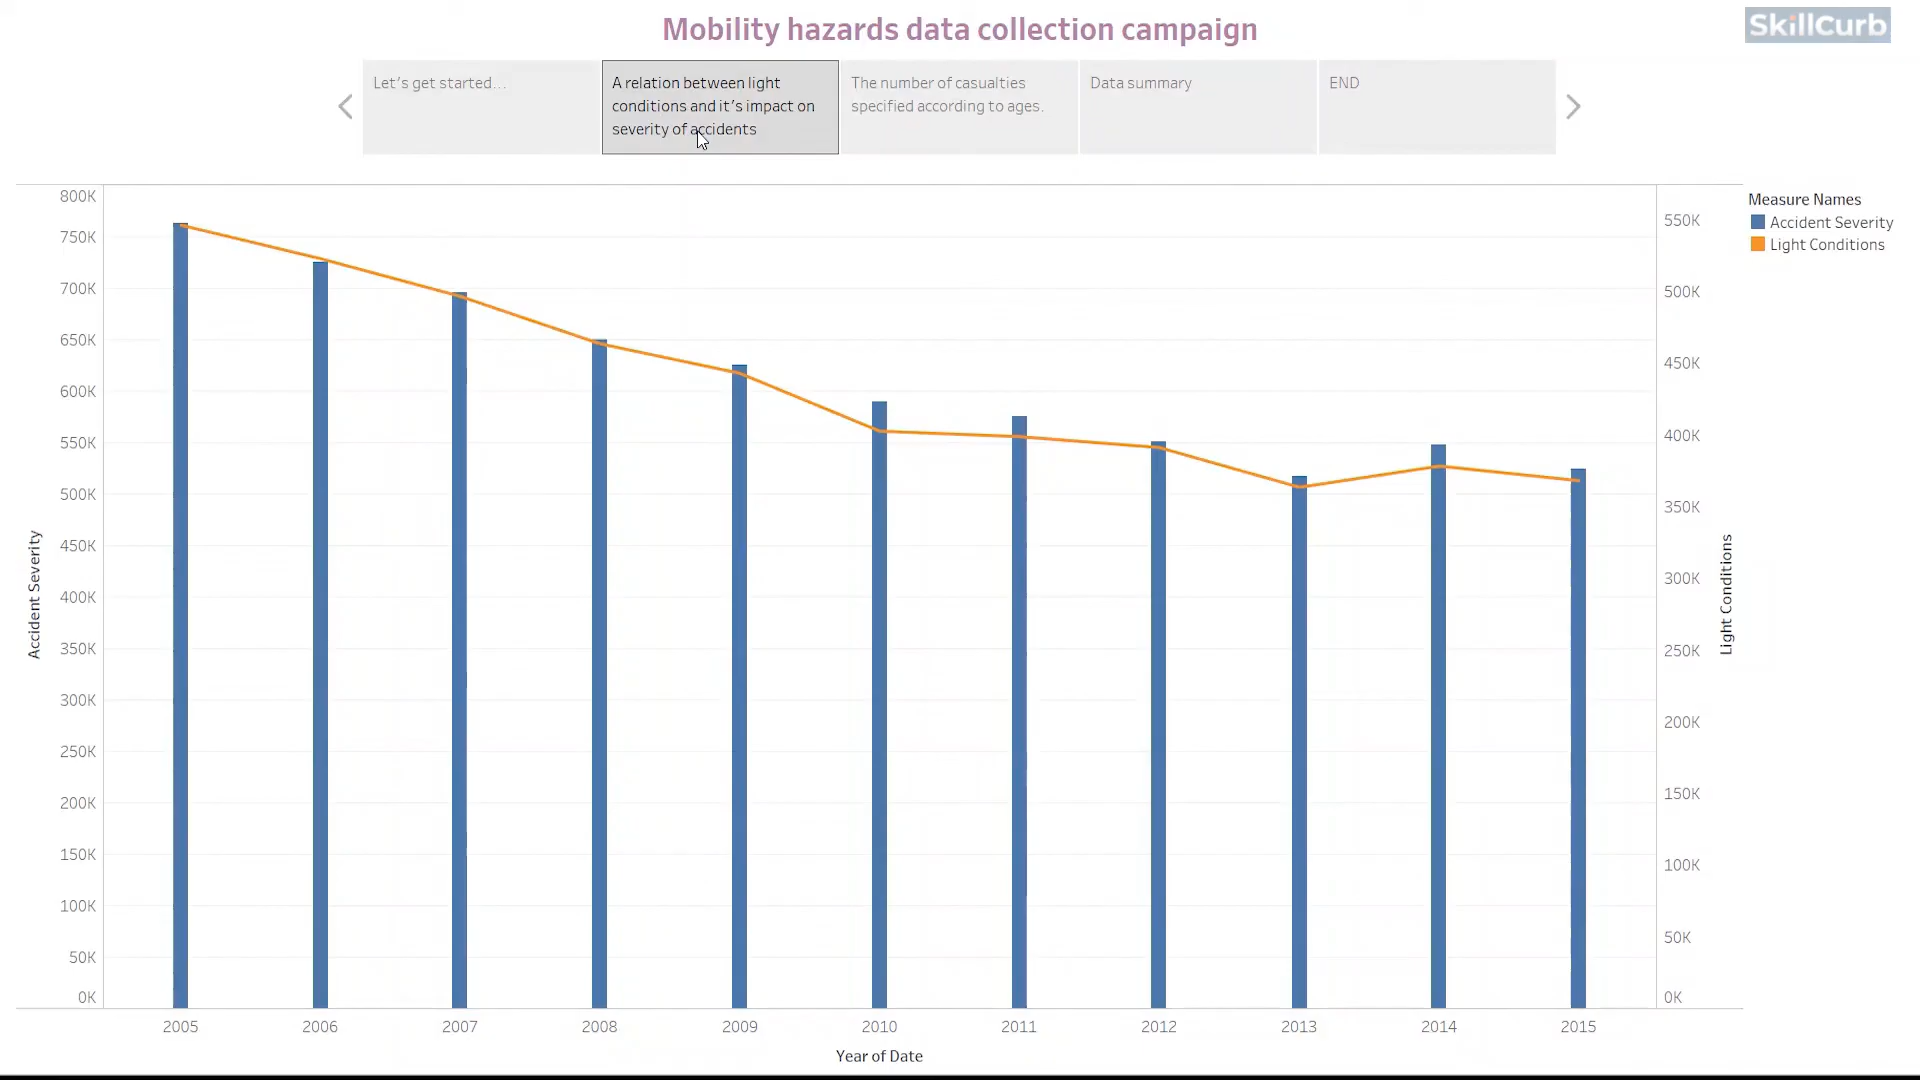 Mobility hazards data collection campaign
SkillCurb
Let's get started...
A relation between light
conditions and it's impact on
severity of accidents
The number of casualties
specified according to ages.
Data summary
END
800K
750K
700K
650K
600K
550K
500K
450K
400K
350K
300K
250K
200K
150K
100K
50K
0K
Accident Severity
550K
500K
450K
400K
350K
300K
250K
200K
150K
100K
50K
0K
Light Conditions
Measure Names
Accident Severity
Light Conditions
2005 2006 2007 2008 2009 2010 2011 2012 2013 2014 2015
Year of Date